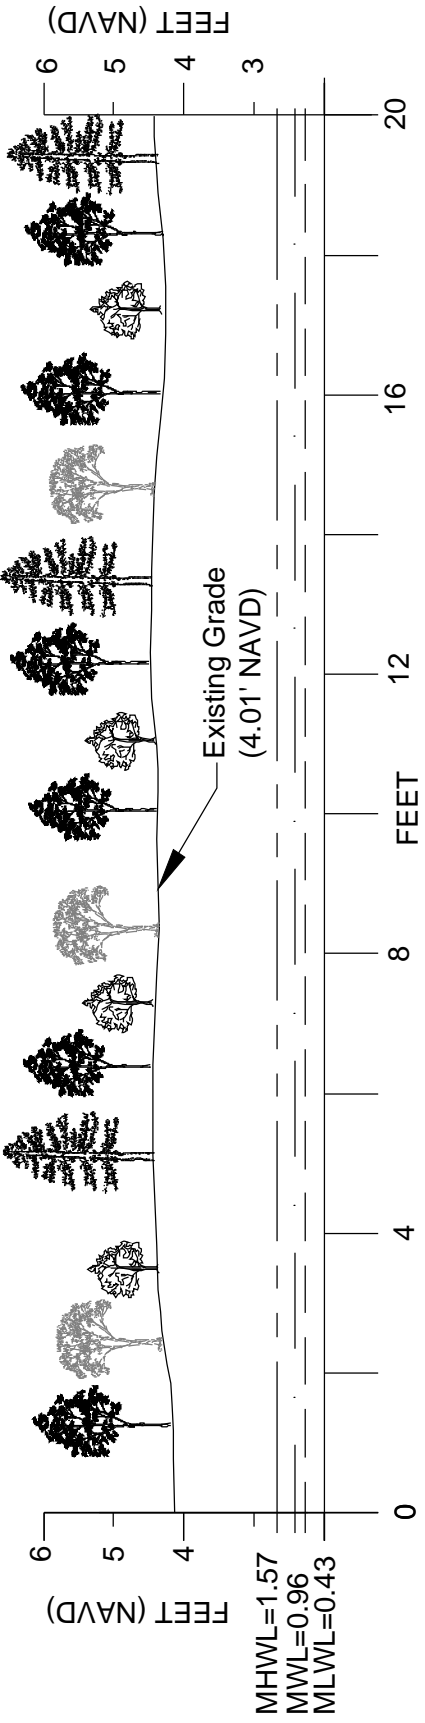 FEET (NAVD)
6
5
4
MHWL=1.57
MWL=0.96
MLWL=0.43
Existing Grade
(4.01' NAVD)
0
4
8
12
16
20
FEET
FEET (NAVD)
6
5
4
3